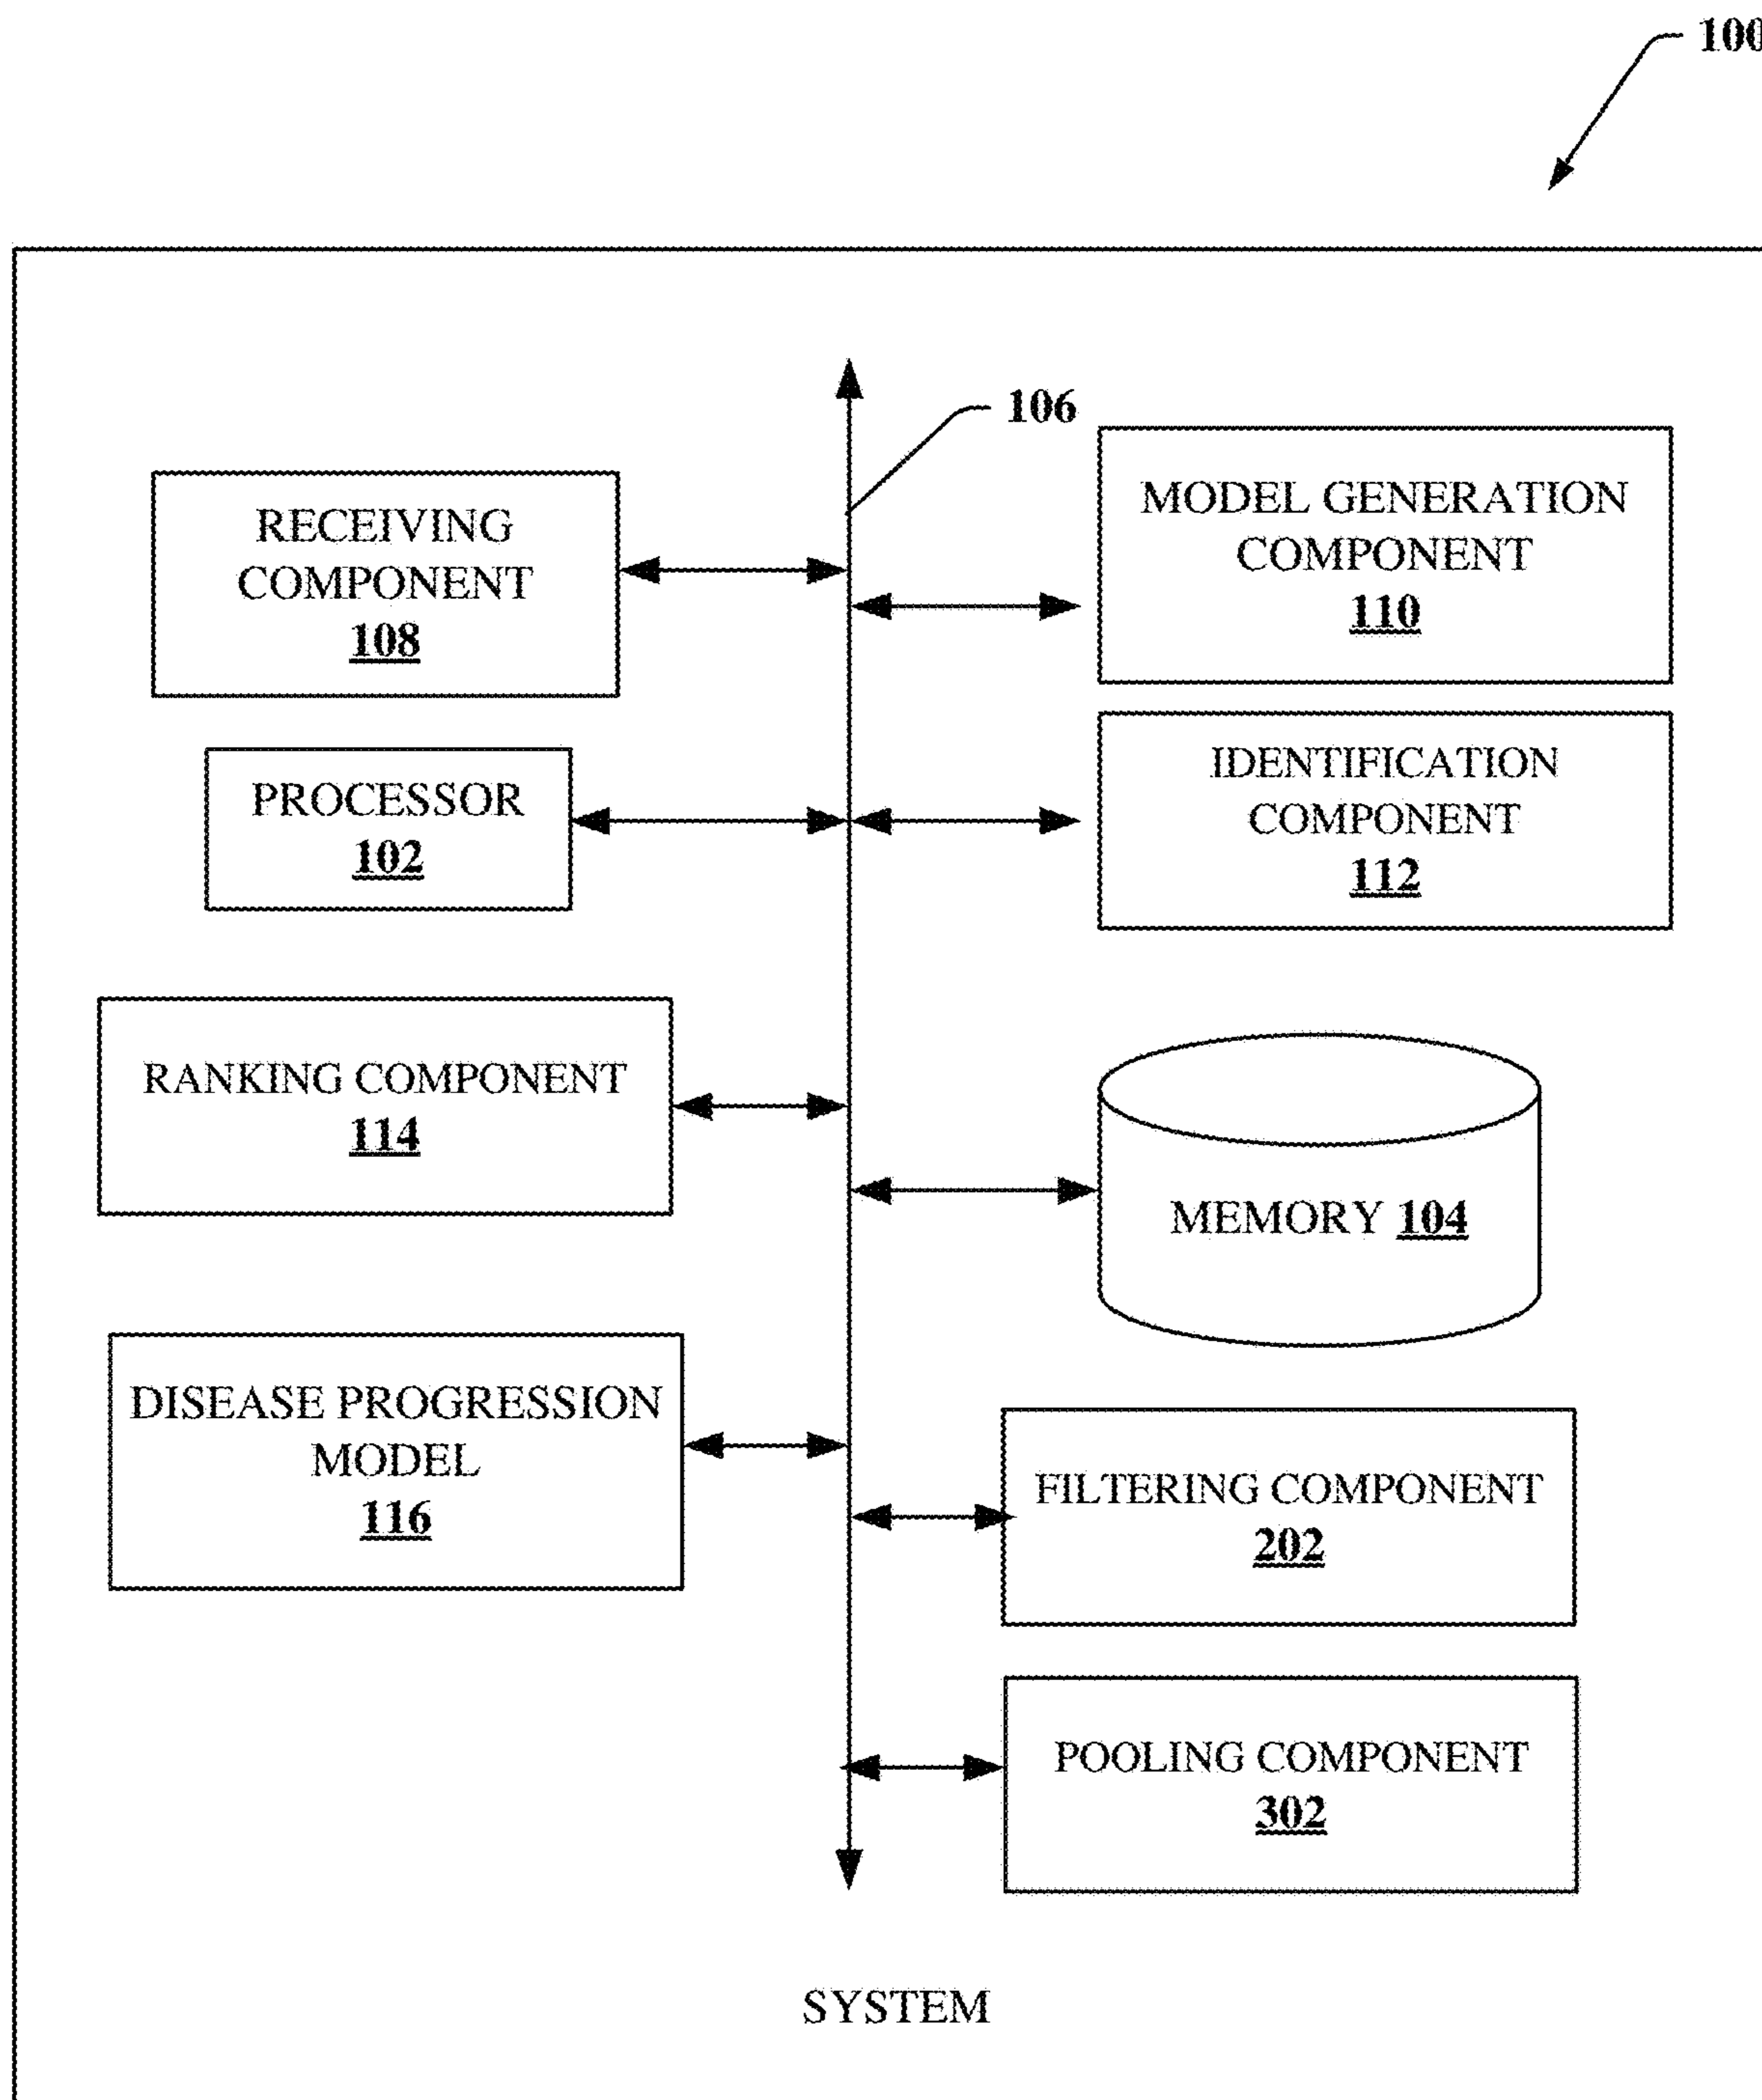 100
106
RECEIVING
COMPONENT
108
MODEL GENERATION
COMPONENT
110
PROCESSOR
102
IDENTIFICATION
COMPONENT
112
RANKING COMPONENT
114
MEMORY 104
DISEASE PROGRESSION
MODEL
116
FILTERING COMPONENT
202
POOLING COMPONENT
302
SYSTEM